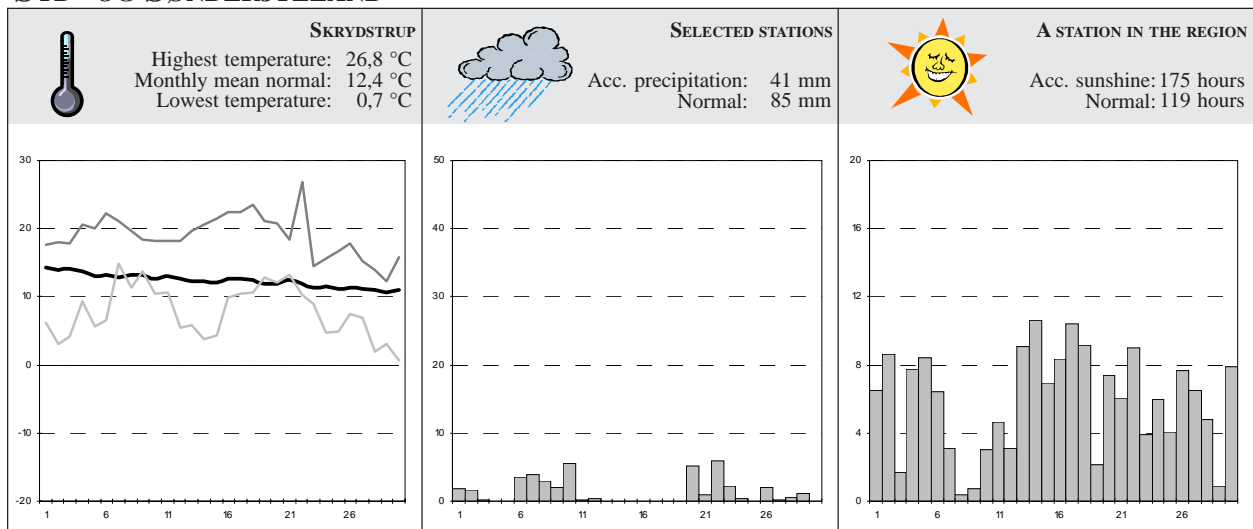 SKRYDSTRUP
Highest temperature: 26,8 °C
Monthly mean normal: 12,4 °C
Lowest temperature: 0,7 °C
30
20
10
0
-10
-20
1 6 11 16 21 26
SELECTED STATIONS
Acc. precipitation: 41 mm
Normal: 85 mm
50
40
30
20
10
0
1 6 11 16 21 26
A STATION IN THE REGION
Acc. sunshine: 175 hours
Normal: 119 hours
20
16
12
8
4
0
1 6 11 16 21 26